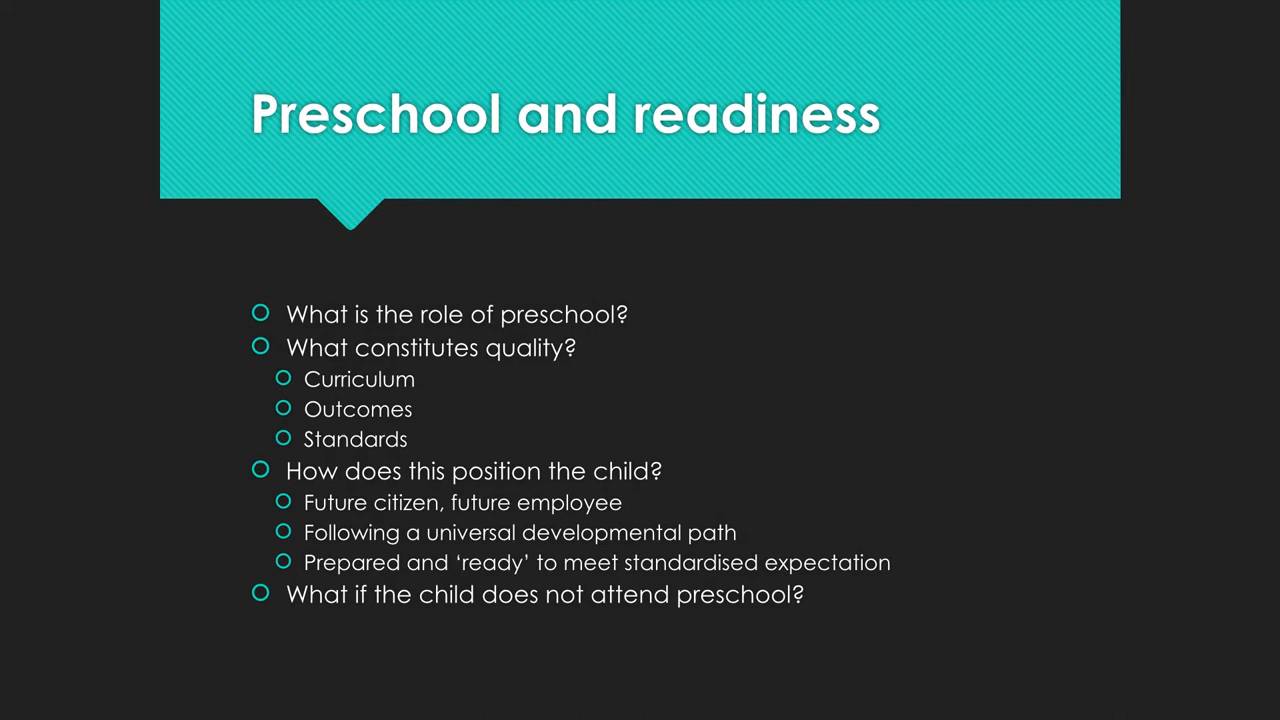 Preschool and readiness
What is the role of preschool?
What constitutes quality?
Curriculum
Outcomes
Standards
How does this position the child?
Future citizen, future employee
Following a universal developmental path
Prepared and ‘ready’ to meet standardised expectation
What if the child does not attend preschool?